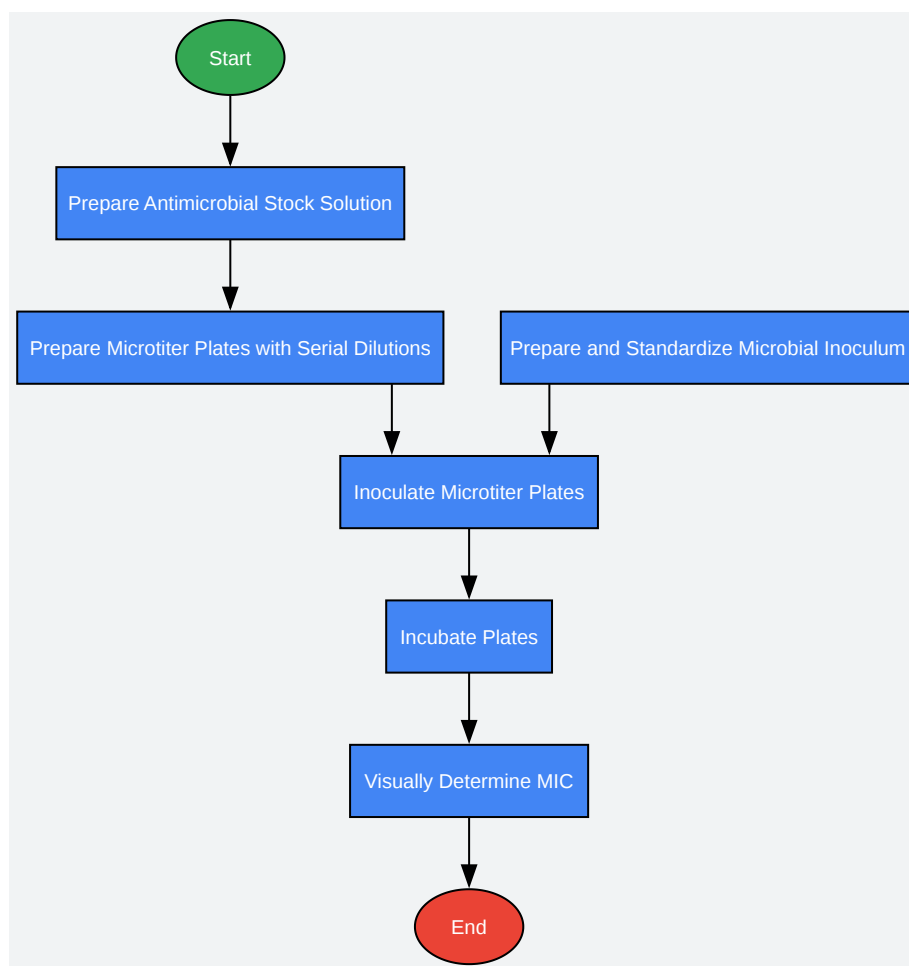 Start
Prepare Antimicrobial Stock Solution
Prepare Microtiter Plates with Serial Dilutions
Prepare and Standardize Microbial Inoculum
Inoculate Microtiter Plates
Incubate Plates
Visually Determine MIC
End